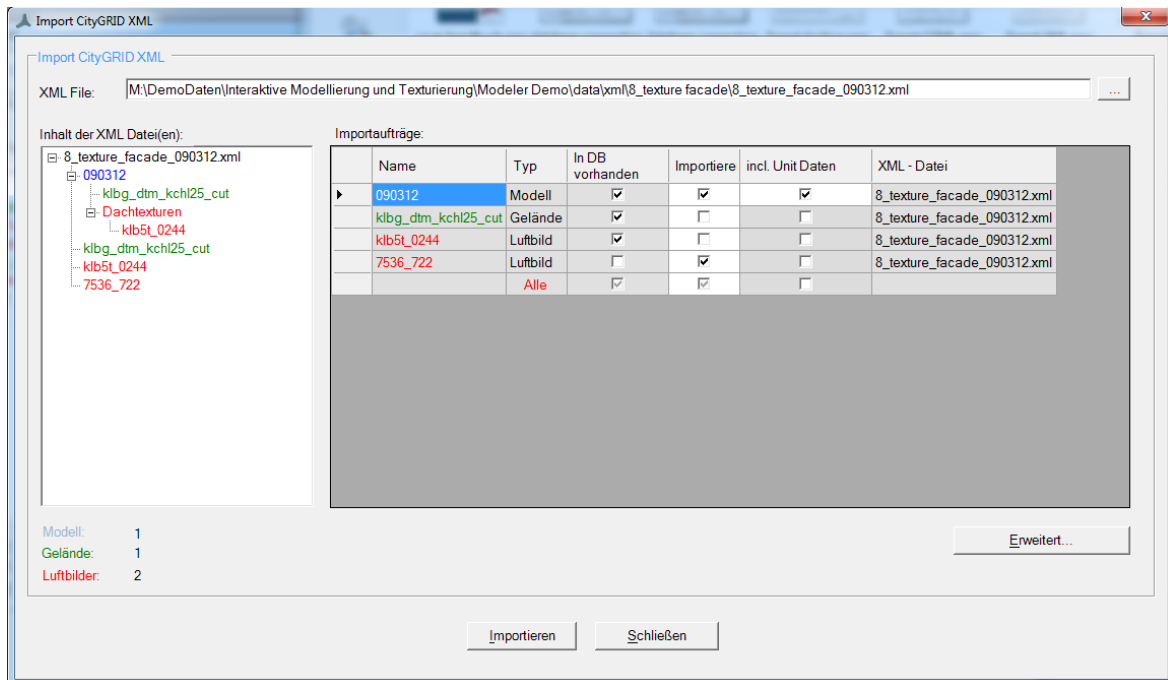 Import CityGRID XML
Import CityGRID XML
XML File: M:\DemoDaten\Interaktive Modellierung und Texturierung\Modeler Demo\data\xml\8_texture facade\8_texture_facade_090312.xml ...
Inhalt der XML Datei(en):
8_texture_facade_090312.xml
090312
klbg_dtm_kchl25_cut
Dachtexturen
klb5t_0244
klbg_dtm_kchl25_cut
klb5t_0244
7536_722
Importaufträge:
Name Typ In DB vorhanden Importiere incl. Unit Daten XML - Datei
090312 Modell 8_texture_facade_090312.xml
klbg_dtm_kchl25_cut Gelände 8_texture_facade_090312.xml
klb5t_0244 Luftbild 8_texture_facade_090312.xml
7536_722 Luftbild 8_texture_facade_090312.xml
Alle
Modell: 1
Gelände: 1
Luftbilder: 2
Erweitert...
Importieren Schließen